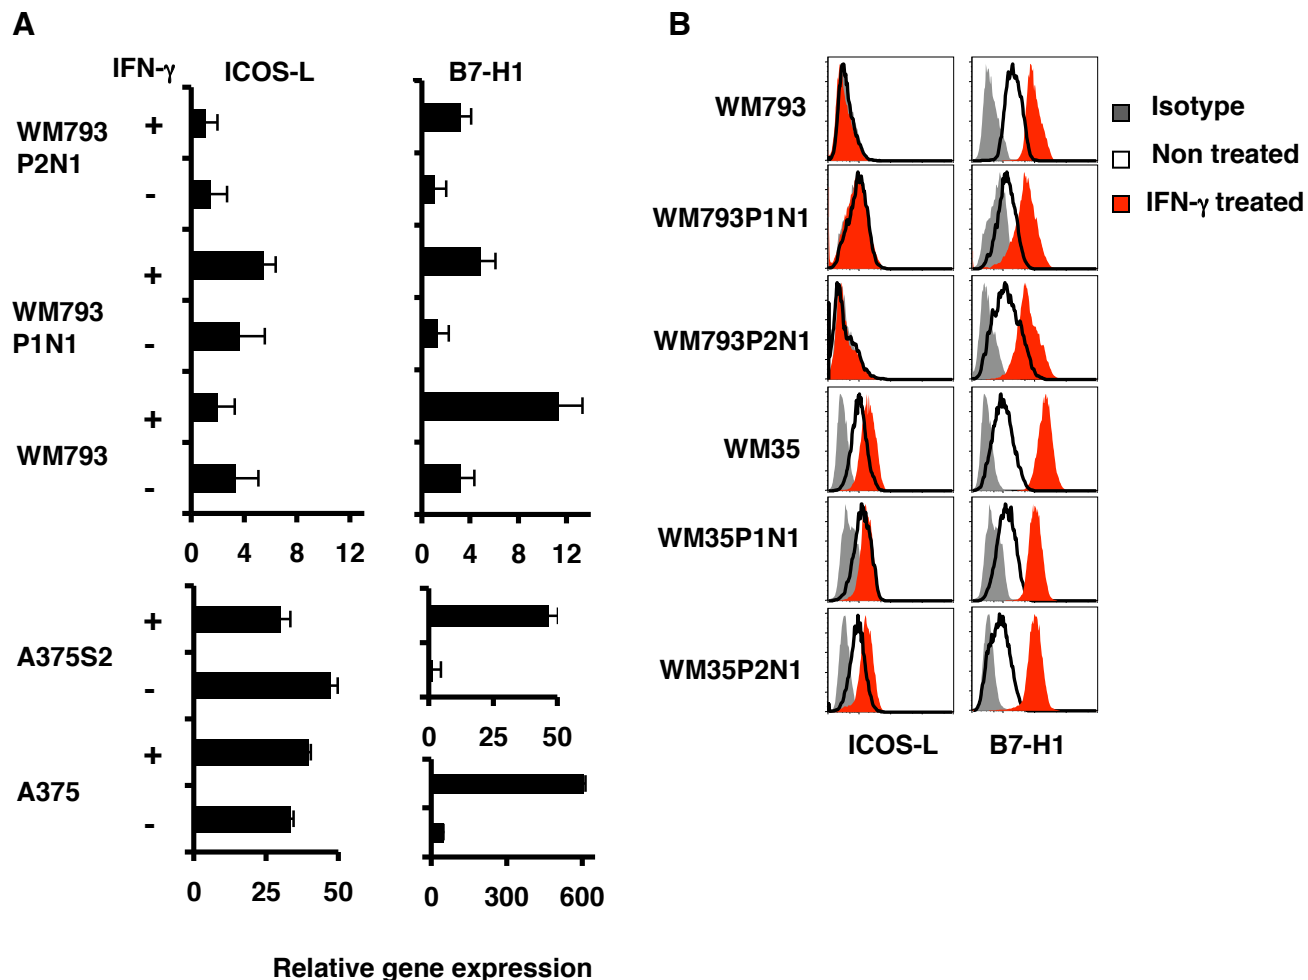 A
IFN-γ
ICOS-L
B7-H1
WM793
P2N1
+
-
WM793
P1N1
+
-
WM793
+
-
0 4 8 12
0 4 8 12
A375S2
+
-
0 25 50
A375
+
-
0 25 50
0 300 600
Relative gene expression
B
WM793
WM793P1N1
WM793P2N1
WM35
WM35P1N1
WM35P2N1
ICOS-L
B7-H1
Isotype
Non treated
IFN-γ treated